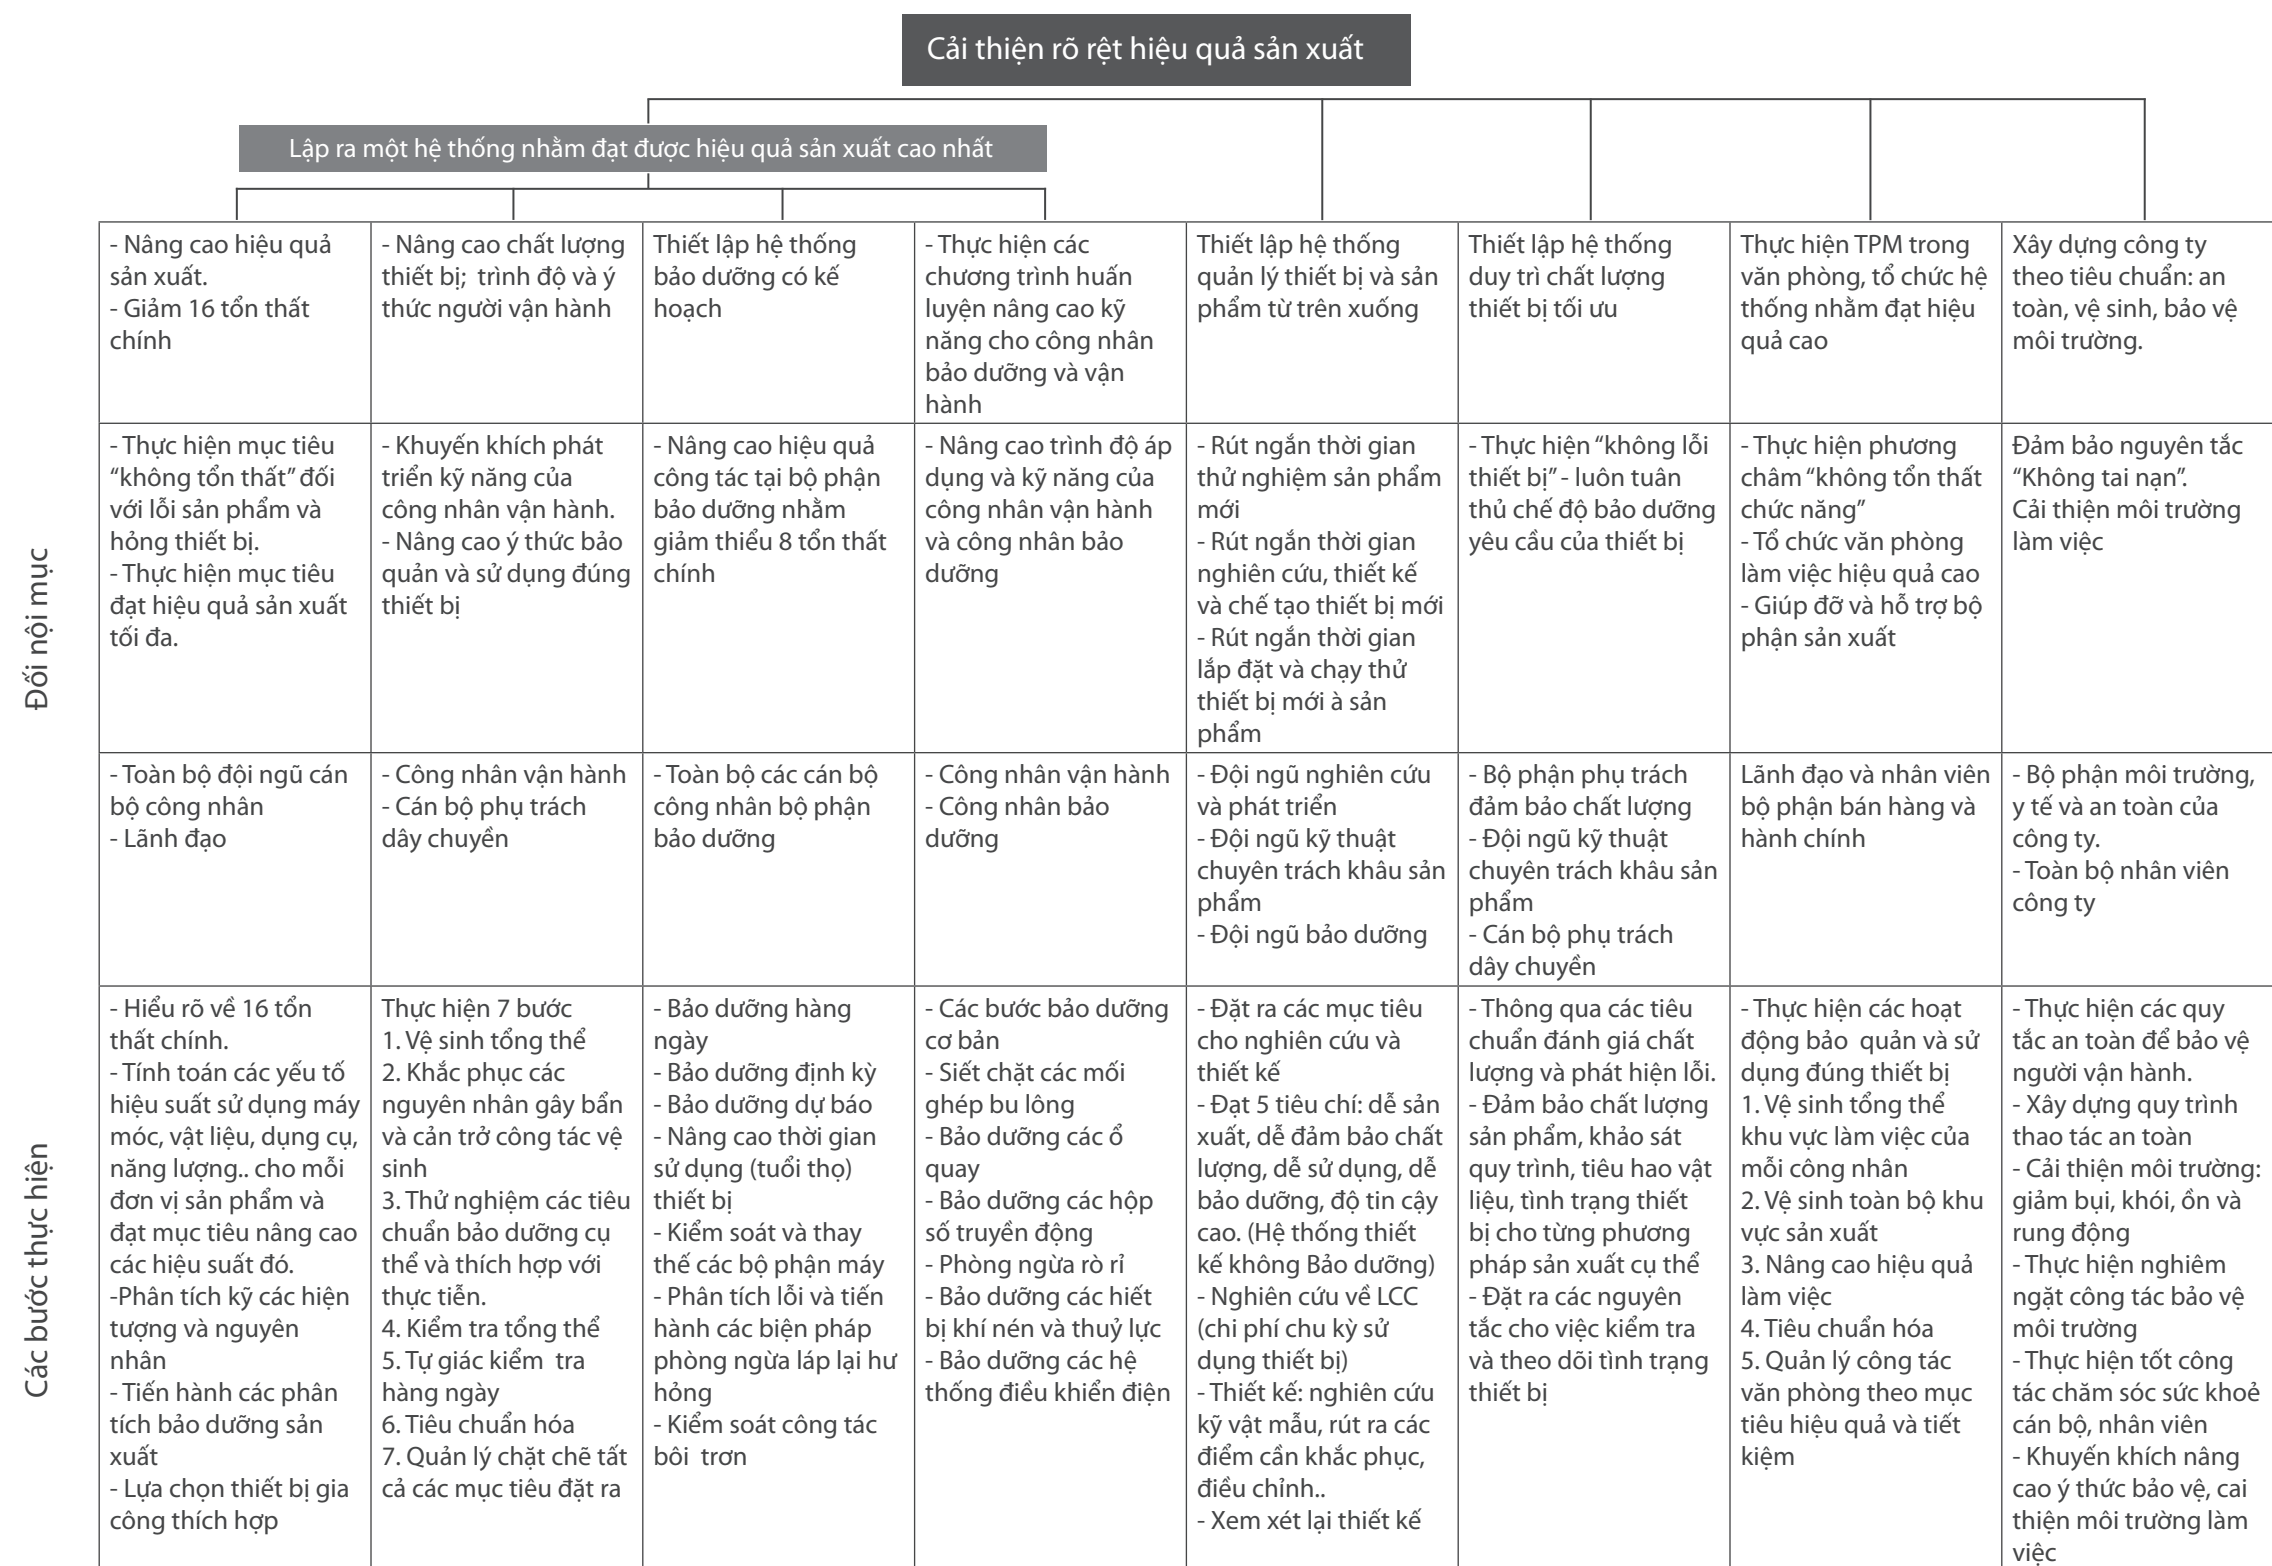 Cải thiện rõ rệt hiệu quả sản xuất
Lập ra một hệ thống nhằm đạt được hiệu quả sản xuất cao nhất
- Nâng cao hiệu quả
sản xuất.
- Giảm 16 tổn thất
chính
- Nâng cao chất lượng
thiết bị; trình độ và ý
thức người vận hành
Thiết lập hệ thống
bảo dưỡng có kế
hoạch
- Thực hiện các
chương trình huấn
luyện nâng cao kỹ
năng cho công nhân
bảo dưỡng và vận
hành
Thiết lập hệ thống
quản lý thiết bị và sản
phẩm từ trên xuống
Thiết lập hệ thống
duy trì chất lượng
thiết bị tối ưu
Thực hiện TPM trong
văn phòng, tổ chức hệ
thống nhằm đạt hiệu
quả cao
Xây dựng công ty
theo tiêu chuẩn: an
toàn, vệ sinh, bảo vệ
môi trường.
Đối nội mục
- Thực hiện mục tiêu
“không tổn thất” đối
với lỗi sản phẩm và
hỏng thiết bị.
- Thực hiện mục tiêu
đạt hiệu quả sản xuất
tối đa.
- Khuyến khích phát
triển kỹ năng của
công nhân vận hành.
- Nâng cao ý thức bảo
quản và sử dụng đúng
thiết bị
- Nâng cao hiệu quả
công tác tại bộ phận
bảo dưỡng nhằm
giảm thiểu 8 tổn thất
chính
- Nâng cao trình độ áp
dụng và kỹ năng của
công nhân vận hành
và công nhân bảo
dưỡng
- Rút ngắn thời gian
thử nghiệm sản phẩm
mới
- Rút ngắn thời gian
nghiên cứu, thiết kế
và chế tạo thiết bị mới
- Rút ngắn thời gian
lắp đặt và chạy thử
thiết bị mới à sản
phẩm
- Thực hiện “không lỗi
thiết bị” - luôn tuân
thủ chế độ bảo dưỡng
yêu cầu của thiết bị
- Thực hiện phương
châm “không tổn thất
chức năng”
- Tổ chức văn phòng
làm việc hiệu quả cao
- Giúp đỡ và hỗ trợ bộ
phận sản xuất
Đảm bảo nguyên tắc
“Không tai nạn”.
Cải thiện môi trường
làm việc
- Toàn bộ đội ngũ cán
bộ công nhân
- Lãnh đạo
- Công nhân vận hành
- Cán bộ phụ trách
dây chuyền
- Toàn bộ các cán bộ
công nhân bộ phận
bảo dưỡng
- Công nhân vận hành
- Công nhân bảo
dưỡng
- Đội ngũ nghiên cứu
và phát triển
- Đội ngũ kỹ thuật
chuyên trách khâu sản
phẩm
- Đội ngũ bảo dưỡng
- Bộ phận phụ trách
đảm bảo chất lượng
- Đội ngũ kỹ thuật
chuyên trách khâu sản
phẩm
- Cán bộ phụ trách
dây chuyền
Lãnh đạo và nhân viên
bộ phận bán hàng và
hành chính
- Bộ phận môi trường,
y tế và an toàn của
công ty.
- Toàn bộ nhân viên
công ty
Các bước thực hiện
- Hiểu rõ về 16 tổn
thất chính.
- Tính toán các yếu tố
hiệu suất sử dụng máy
móc, vật liệu, dụng cụ,
năng lượng.. cho mỗi
đơn vị sản phẩm và
đạt mục tiêu nâng cao
các hiệu suất đó.
-Phân tích kỹ các hiện
tượng và nguyên
nhân
- Tiến hành các phân
tích bảo dưỡng sản
xuất
- Lựa chọn thiết bị gia
công thích hợp
Thực hiện 7 bước
1. Vệ sinh tổng thể
2. Khắc phục các
nguyên nhân gây bẩn
và cản trở công tác vệ
sinh
3. Thử nghiệm các tiêu
chuẩn bảo dưỡng cụ
thể và thích hợp với
thực tiễn.
4. Kiểm tra tổng thể
5. Tự giác kiểm tra
hàng ngày
6. Tiêu chuẩn hóa
7. Quản lý chặt chẽ tất
cả các mục tiêu đặt ra
- Bảo dưỡng hàng
ngày
- Bảo dưỡng định kỳ
- Bảo dưỡng dự báo
- Nâng cao thời gian
sử dụng (tuổi thọ)
thiết bị
- Kiểm soát và thay
thế các bộ phận máy
- Phân tích lỗi và tiến
hành các biện pháp
phòng ngừa láp lại hư
hỏng
- Kiểm soát công tác
bôi trơn
- Các bước bảo dưỡng
cơ bản
- Siết chặt các mối
ghép bu lông
- Bảo dưỡng các ổ
quay
- Bảo dưỡng các hộp
số truyền động
- Phòng ngừa rò rỉ
- Bảo dưỡng các hiết
bị khí nén và thuỷ lực
- Bảo dưỡng các hệ
thống điều khiển điện
- Đặt ra các mục tiêu
cho nghiên cứu và
thiết kế
- Đạt 5 tiêu chí: dễ sản
xuất, dễ đảm bảo chất
lượng, dễ sử dụng, dễ
bảo dưỡng, độ tin cậy
cao. (Hệ thống thiết
kế không Bảo dưỡng)
- Nghiên cứu về LCC
(chi phí chu kỳ sử
dụng thiết bị)
- Thiết kế: nghiên cứu
kỹ vật mẫu, rút ra các
điểm cần khắc phục,
điều chỉnh..
- Xem xét lại thiết kế
- Thông qua các tiêu
chuẩn đánh giá chất
lượng và phát hiện lỗi.
- Đảm bảo chất lượng
sản phẩm, khảo sát
quy trình, tiêu hao vật
liệu, tình trạng thiết
bị cho từng phương
pháp sản xuất cụ thể
- Đặt ra các nguyên
tắc cho việc kiểm tra
và theo dõi tình trạng
thiết bị
- Thực hiện các hoạt
động bảo quản và sử
dụng đúng thiết bị
1. Vệ sinh tổng thể
khu vực làm việc của
mỗi công nhân
2. Vệ sinh toàn bộ khu
vực sản xuất
3. Nâng cao hiệu quả
làm việc
4. Tiêu chuẩn hóa
5. Quản lý công tác
văn phòng theo mục
tiêu hiệu quả và tiết
kiệm
- Thực hiện các quy
tắc an toàn để bảo vệ
người vận hành.
- Xây dựng quy trình
thao tác an toàn
- Cải thiện môi trường:
giảm bụi, khói, ồn và
rung động
- Thực hiện nghiêm
ngặt công tác bảo vệ
môi trường
- Thực hiện tốt công
tác chăm sóc sức khoẻ
cán bộ, nhân viên
- Khuyến khích nâng
cao ý thức bảo vệ, cai
thiện môi trường làm
việc